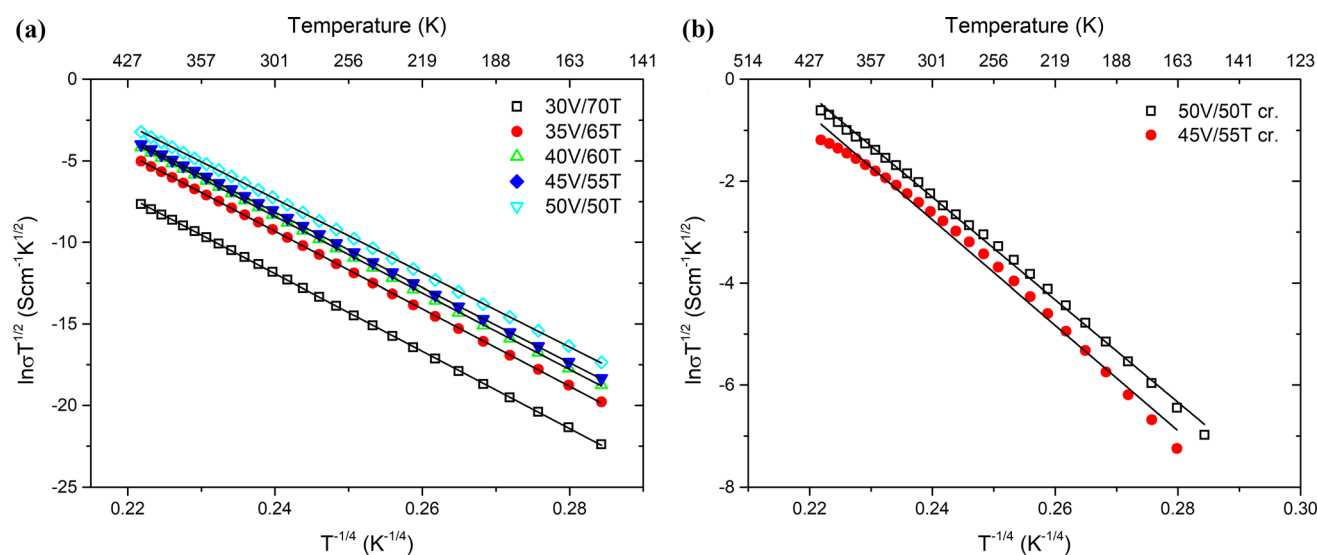 (a)
Temperature (K)
427 357 301 256 219 188 163 141
0
-5
-10
-15
-20
-25
lnσT^1/2 (Scm^-1K^1/2)
30V/70T
35V/65T
40V/60T
45V/55T
50V/50T
0.22 0.24 0.26 0.28
T^-1/4 (K^-1/4)
(b)
Temperature (K)
514 427 357 301 256 219 188 163 141 123
0
-2
-4
-6
-8
lnσT^1/2 (Scm^-1K^1/2)
50V/50T cr.
45V/55T cr.
0.22 0.24 0.26 0.28 0.30
T^-1/4 (K^-1/4)